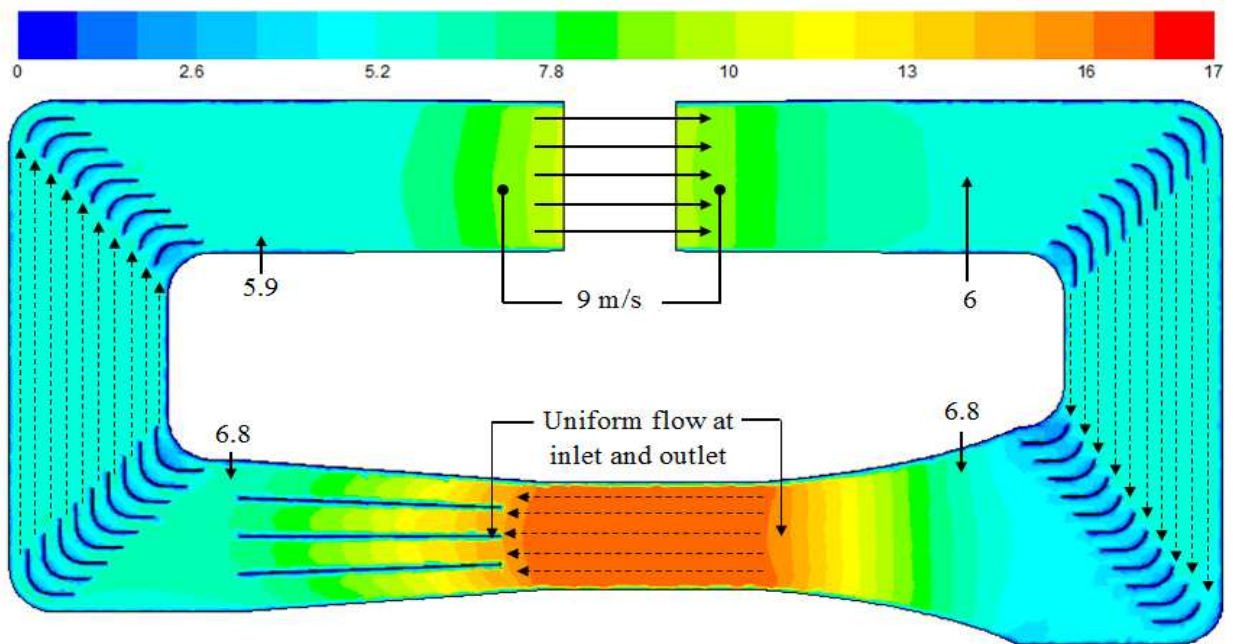 0 2.6 5.2 7.8 10 13 16 17
5.9
9 m/s
6
6.8
Uniform flow at
inlet and outlet
6.8